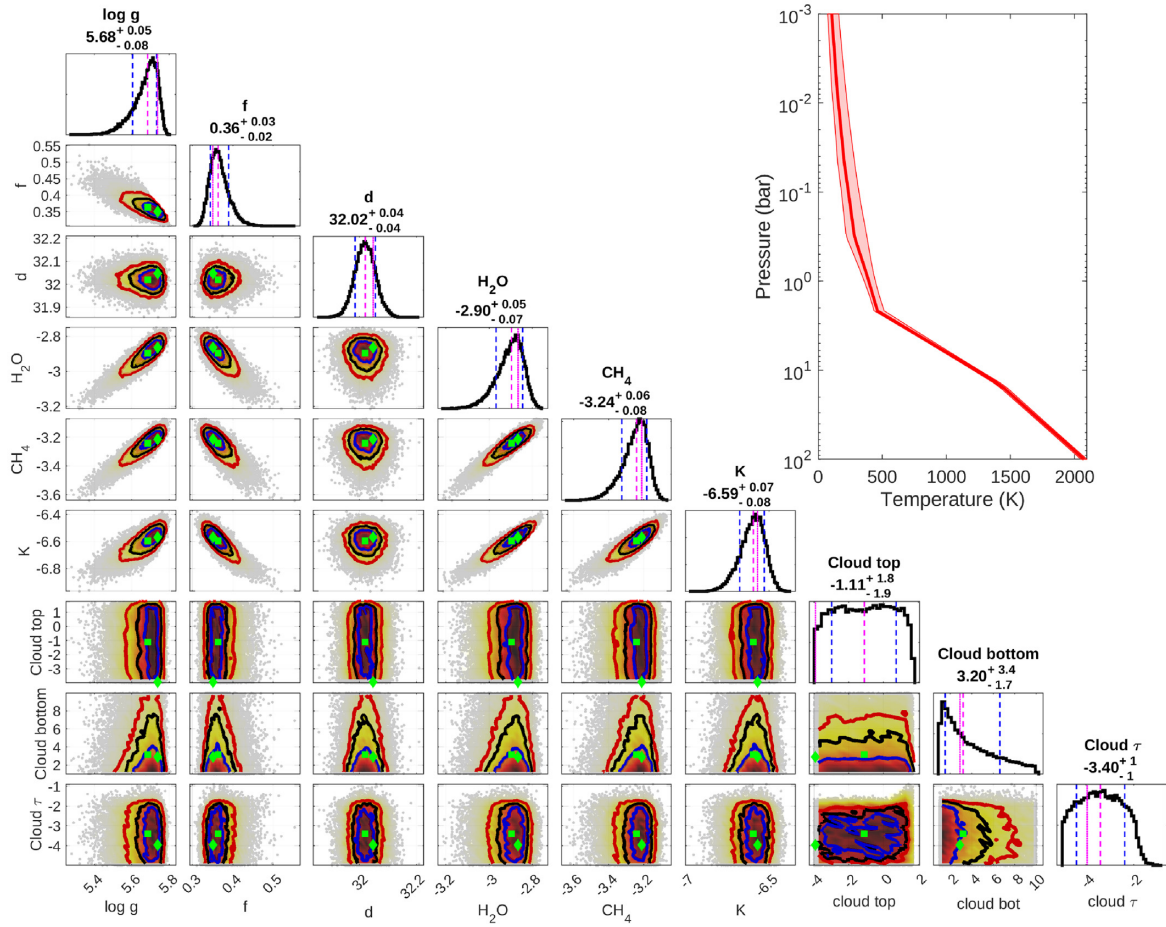 log g
5.68 + 0.05 - 0.08
f
0.36 + 0.03 - 0.02
d
32.02 + 0.04 - 0.04
H2O
-2.90 + 0.05 - 0.07
CH4
-3.24 + 0.06 - 0.08
K
-6.59 + 0.07 - 0.08
Cloud top
-1.11 + 1.8 - 1.9
Cloud bottom
3.20 + 3.4 - 1.7
Cloud τ
-3.40 + 1 - 1
f
0.55
0.5
0.45
0.4
0.35
d
32.2
32.1
32
31.9
H2O
-2.8
-3
-3.2
CH4
-3.2
-3.4
-3.6
K
-6.4
-6.6
-6.8
Cloud top
1
0
-1
-2
-3
Cloud bottom
8
6
4
2
Cloud τ
-1
-2
-3
-4
5.4 5.6 5.8
log g
0.3 0.4 0.5
f
32 32.2
d
-3.2 -3 -2.8
H2O
-3.6 -3.4 -3.2
CH4
-7 -6.5
K
-4 -2 0 2
cloud top
2 4 6 8 10
cloud bot
-4 -2
cloud τ
Pressure (bar)
10-3
10-2
10-1
100
101
102
0 500 1000 1500 2000
Temperature (K)